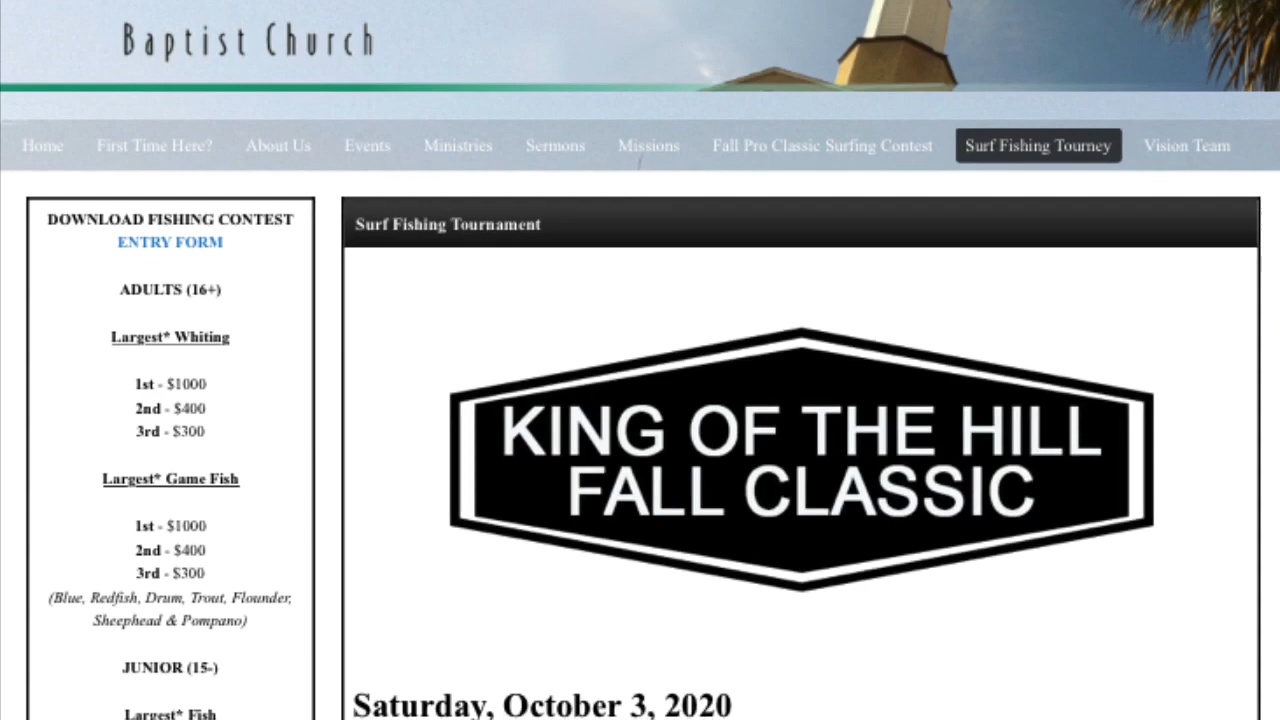 Baptist Church
Home First Time Here? About Us Events Ministries Sermons Missions Fall Pro Classic Surfing Contest Surf Fishing Tourney Vision Team
DOWNLOAD FISHING CONTEST
ENTRY FORM
ADULTS (16+)
Largest* Whiting
1st - $1000
2nd - $400
3rd - $300
Largest* Game Fish
1st - $1000
2nd - $400
3rd - $300
(Blue, Redfish, Drum, Trout, Flounder,
Sheephead & Pompano)
JUNIOR (15-)
Largest* Fish
Surf Fishing Tournament
KING OF THE HILL
FALL CLASSIC
Saturday, October 3, 2020